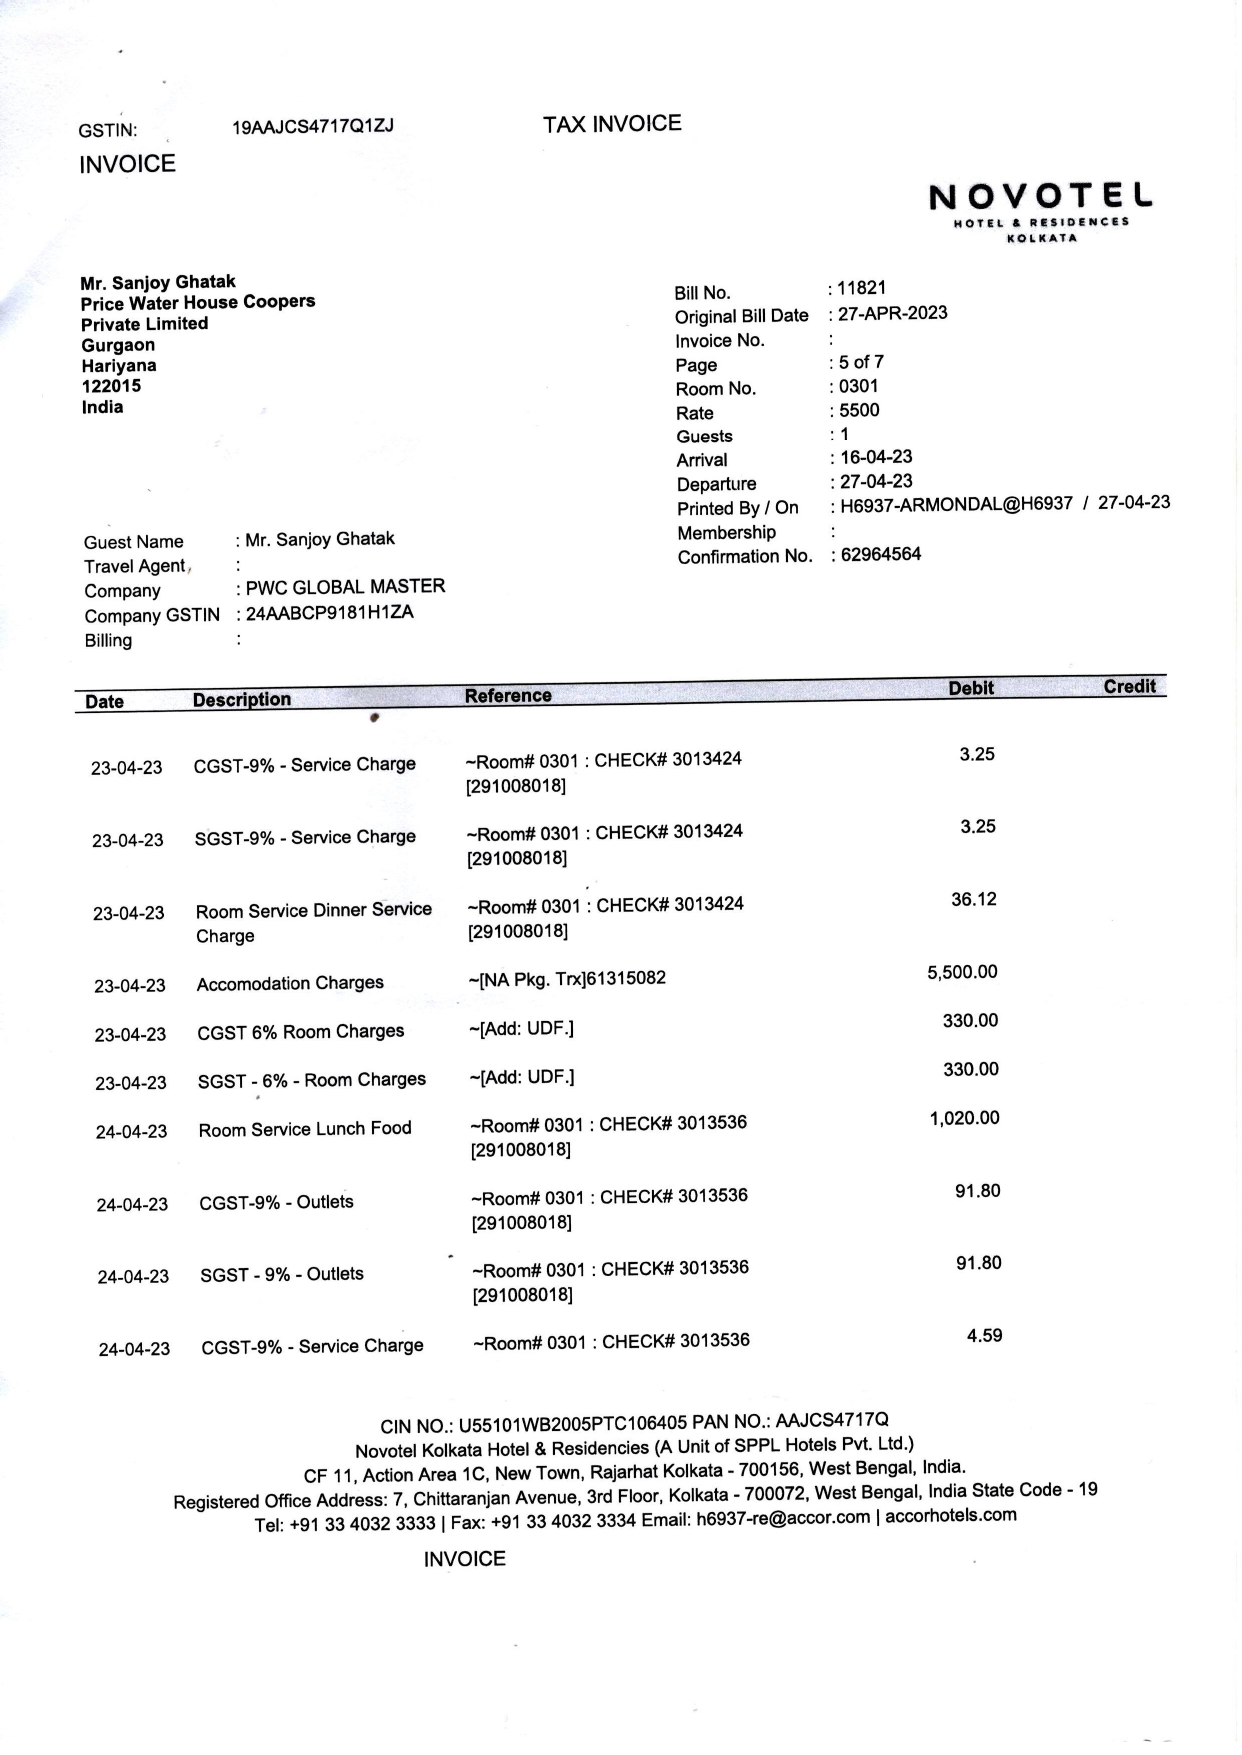 GSTIN: 19AAJCS4717Q1ZJ TAX INVOICE
INVOICE
NOVOTEL
HOTEL & RESIDENCES
KOLKATA
Mr. Sanjoy Ghatak
Price Water House Coopers
Private Limited
Gurgaon
Hariyana
122015
India
Bill No. : 11821
Original Bill Date : 27-APR-2023
Invoice No. :
Page : 5 of 7
Room No. : 0301
Rate : 5500
Guests : 1
Arrival : 16-04-23
Departure : 27-04-23
Printed By / On : H6937-ARMONDAL@H6937 / 27-04-23
Membership :
Confirmation No. : 62964564
Guest Name : Mr. Sanjoy Ghatak
Travel Agent :
Company : PWC GLOBAL MASTER
Company GSTIN : 24AABCP9181H1ZA
Billing :
Date Description Reference Debit Credit
23-04-23 CGST-9% - Service Charge ~Room# 0301 : CHECK# 3013424 3.25
[291008018]
23-04-23 SGST-9% - Service Charge ~Room# 0301 : CHECK# 3013424 3.25
[291008018]
23-04-23 Room Service Dinner Service ~Room# 0301 : CHECK# 3013424 36.12
Charge [291008018]
23-04-23 Accomodation Charges ~[NA Pkg. Trx]61315082 5,500.00
23-04-23 CGST 6% Room Charges ~[Add: UDF.] 330.00
23-04-23 SGST - 6% - Room Charges ~[Add: UDF.] 330.00
24-04-23 Room Service Lunch Food ~Room# 0301 : CHECK# 3013536 1,020.00
[291008018]
24-04-23 CGST-9% - Outlets ~Room# 0301 : CHECK# 3013536 91.80
[291008018]
24-04-23 SGST - 9% - Outlets ~Room# 0301 : CHECK# 3013536 91.80
[291008018]
24-04-23 CGST-9% - Service Charge ~Room# 0301 : CHECK# 3013536 4.59
CIN NO.: U55101WB2005PTC106405 PAN NO.: AAJCS4717Q
Novotel Kolkata Hotel & Residencies (A Unit of SPPL Hotels Pvt. Ltd.)
CF 11, Action Area 1C, New Town, Rajarhat Kolkata - 700156, West Bengal, India.
Registered Office Address: 7, Chittaranjan Avenue, 3rd Floor, Kolkata - 700072, West Bengal, India State Code - 19
Tel: +91 33 4032 3333 | Fax: +91 33 4032 3334 Email: h6937-re@accor.com | accorhotels.com
INVOICE